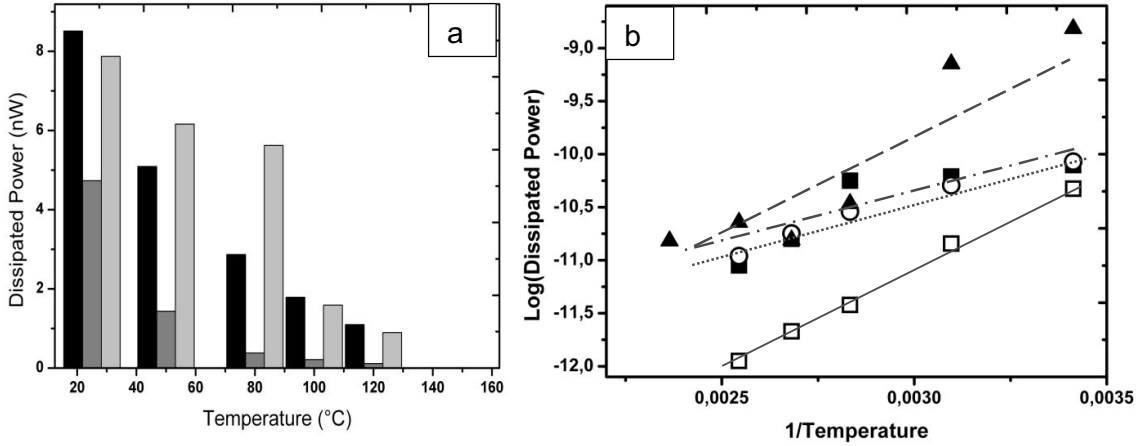 a
8
6
4
2
0
Dissipated Power (nW)
20 40 60 80 100 120 140 160
Temperature (°C)
b
-9,0
-9,5
-10,0
-10,5
-11,0
-11,5
-12,0
Log(Dissipated Power)
0,0025 0,0030 0,0035
1/Temperature